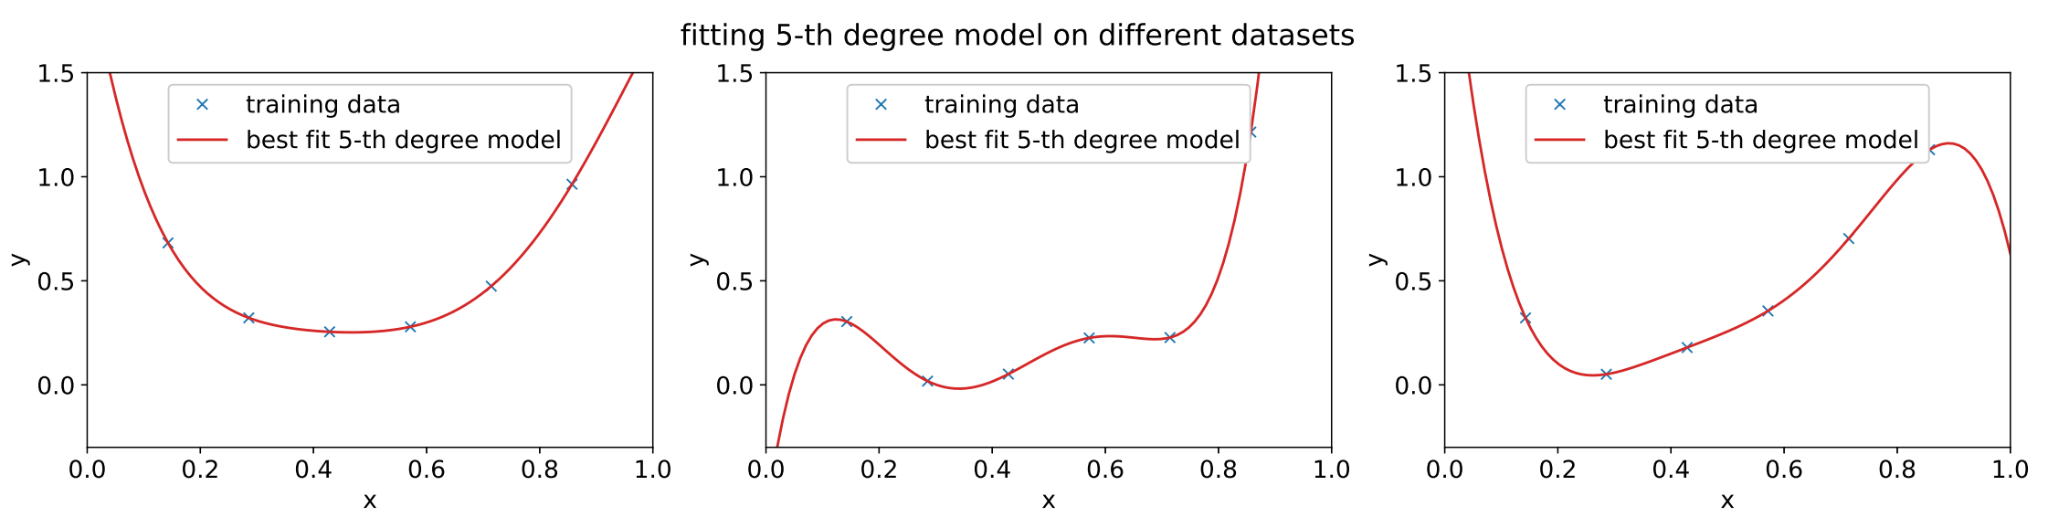 fitting 5-th degree model on different datasets
1.5
1.0
0.5
0.0
y
training data
best fit 5-th degree model
0.0 0.2 0.4 0.6 0.8 1.0
x
1.5
1.0
0.5
0.0
y
training data
best fit 5-th degree model
0.0 0.2 0.4 0.6 0.8 1.0
x
1.5
1.0
0.5
0.0
y
training data
best fit 5-th degree model
0.0 0.2 0.4 0.6 0.8 1.0
x